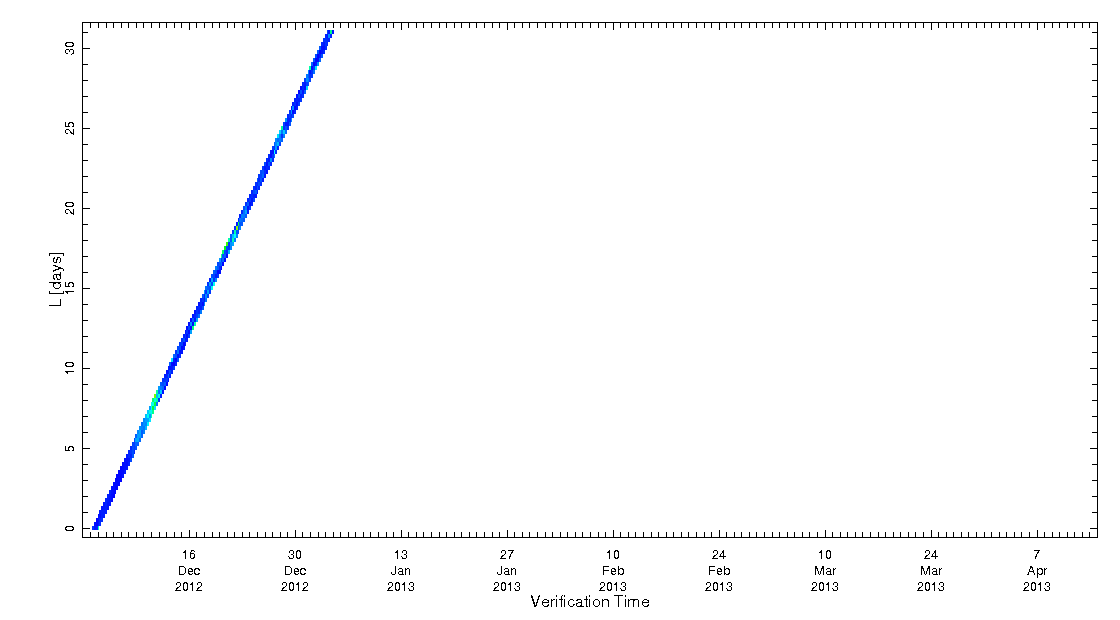 30
25
20
15
10
5
0
L [days]
16 30 13 27 10 24 10 24 7
Dec Dec Jan Jan Feb Feb Mar Mar Apr
2012 2012 2013 2013 2013 2013 2013 2013 2013
Verification Time